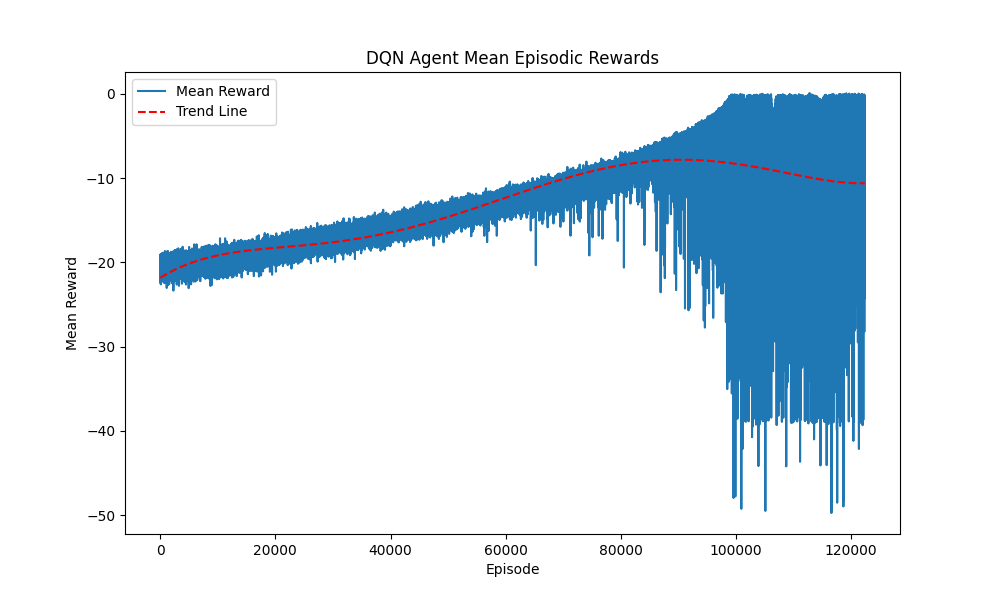 DQN Agent Mean Episodic Rewards
Mean Reward
Trend Line
0
−10
−20
−30
−40
−50
Mean Reward
0
20000
40000
60000
80000
100000
120000
Episode